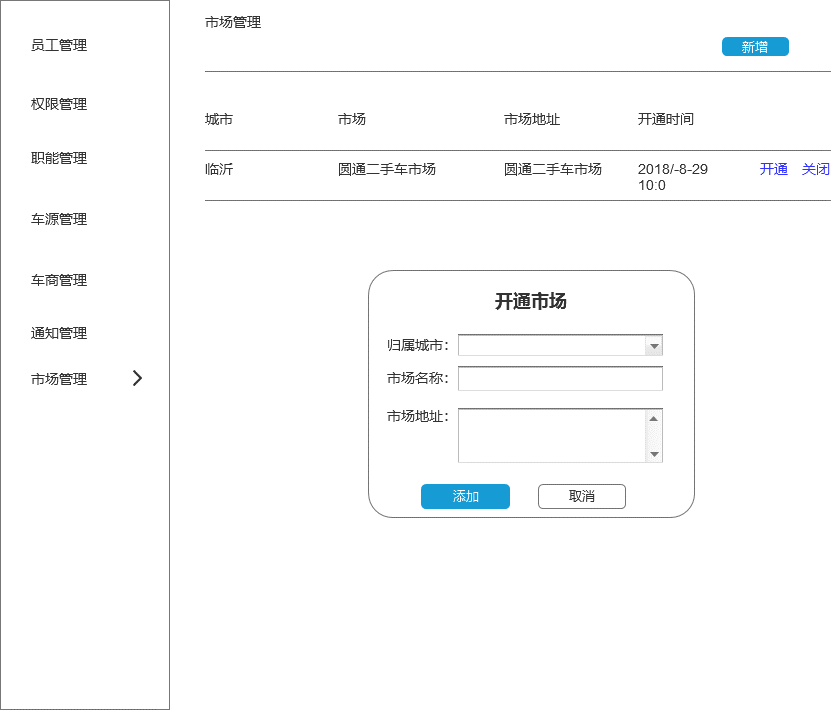 员工管理
权限管理
职能管理
车源管理
车商管理
通知管理
市场管理
市场管理
新增
城市 市场 市场地址 开通时间
临沂 圆通二手车市场 圆通二手车市场 2018/-8-29 开通 关闭
10:0
开通市场
归属城市：
市场名称：
市场地址：
添加 取消